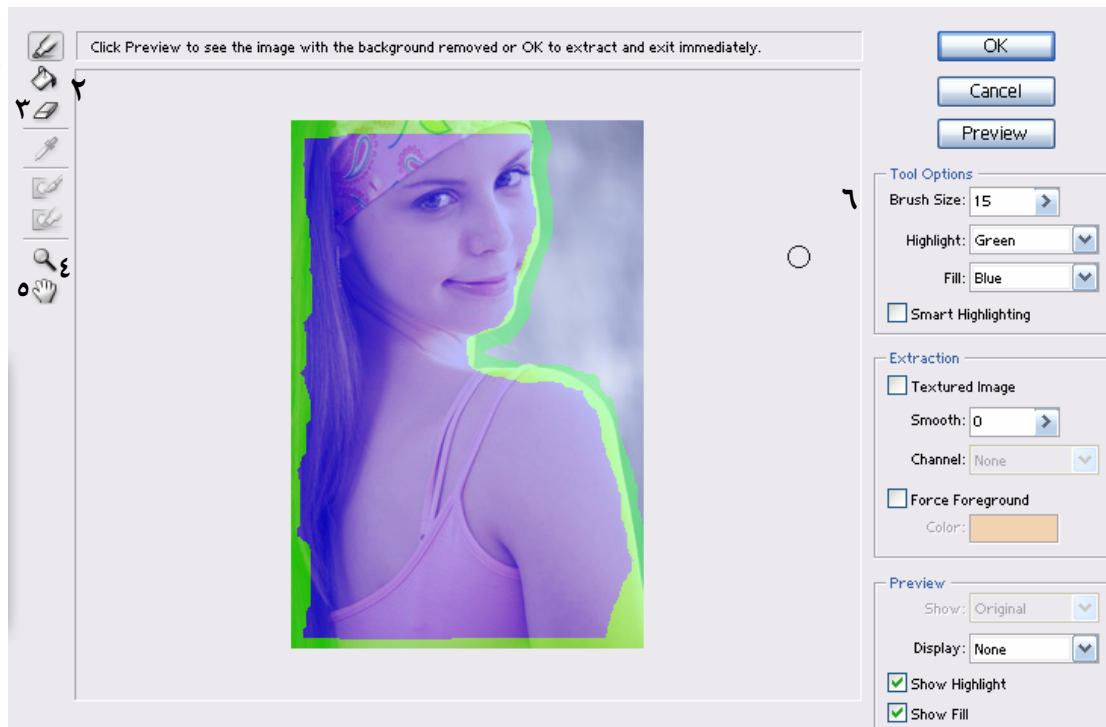 Click Preview to see the image with the background removed or OK to extract and exit immediately.
٢
٣
٤
٥
٦
OK
Cancel
Preview
Tool Options
Brush Size: 15
Highlight: Green
Fill: Blue
Smart Highlighting
Extraction
Textured Image
Smooth: 0
Channel: None
Force Foreground
Color:
Preview
Show: Original
Display: None
Show Highlight
Show Fill